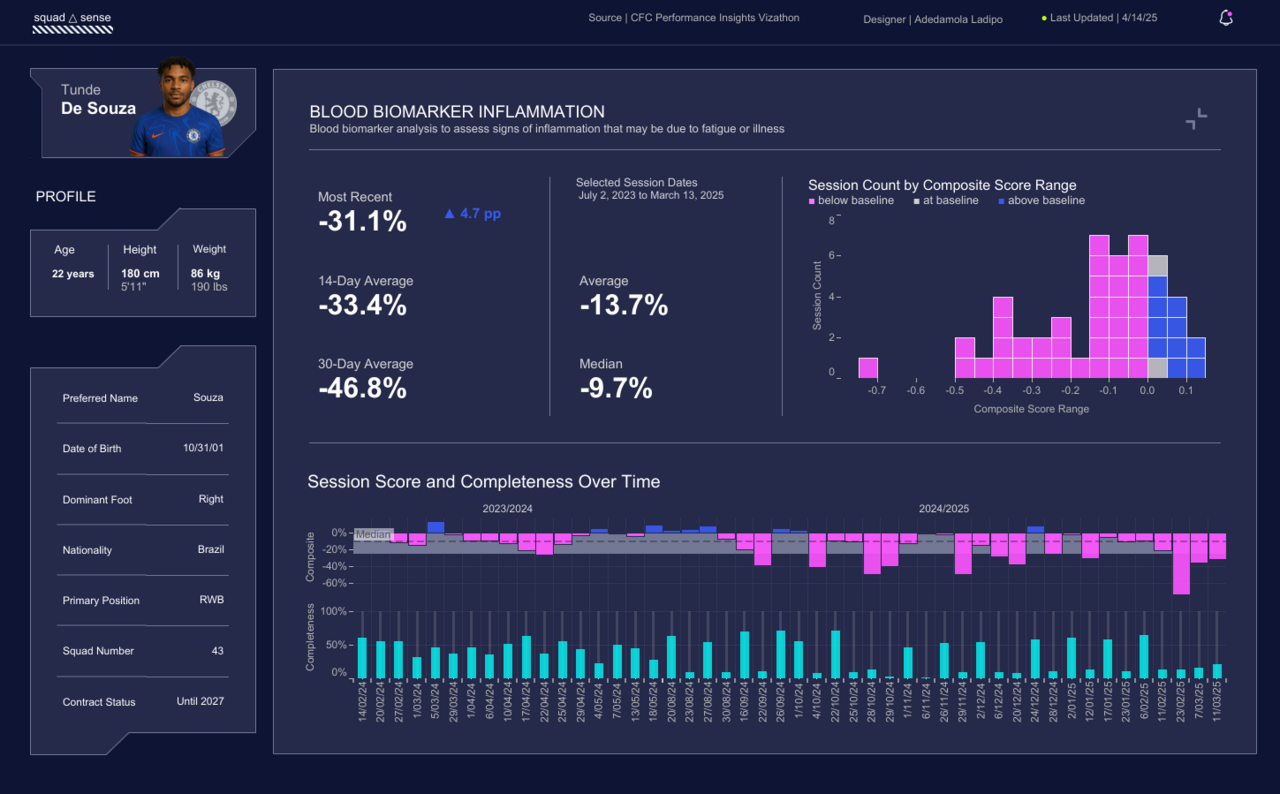 squad △ sense
Source | CFC Performance Insights Vizathon
Designer | Adedamola Ladipo
Last Updated | 4/14/25
Tunde
De Souza
CHELSEA
PROFILE
Age
Height
Weight
22 years
180 cm
86 kg
5'11"
190 lbs
Preferred Name
Souza
Date of Birth
10/31/01
Dominant Foot
Right
Nationality
Brazil
Primary Position
RWB
Squad Number
43
Contract Status
Until 2027
BLOOD BIOMARKER INFLAMMATION
Blood biomarker analysis to assess signs of inflammation that may be due to fatigue or illness
Most Recent
-31.1%
▲ 4.7 pp
14-Day Average
-33.4%
30-Day Average
-46.8%
Selected Session Dates
July 2, 2023 to March 13, 2025
Average
-13.7%
Median
-9.7%
Session Count by Composite Score Range
below baseline
at baseline
above baseline
Session Count
8
6
4
2
0
-0.7
-0.6
-0.5
-0.4
-0.3
-0.2
-0.1
0.0
0.1
Composite Score Range
Session Score and Completeness Over Time
2023/2024
2024/2025
Composite
0%
-20%
-40%
-60%
Median
Completeness
100%
50%
0%
14/02/24
20/02/24
27/02/24
1/03/24
5/03/24
29/03/24
1/04/24
6/04/24
10/04/24
17/04/24
22/04/24
25/04/24
29/04/24
4/05/24
7/05/24
13/05/24
18/05/24
20/08/24
23/08/24
27/08/24
30/08/24
16/09/24
22/09/24
26/09/24
1/10/24
4/10/24
22/10/24
25/10/24
28/10/24
29/10/24
1/11/24
6/11/24
26/11/24
29/11/24
2/12/24
6/12/24
20/12/24
24/12/24
28/12/24
2/01/25
12/01/25
17/01/25
23/01/25
6/02/25
11/02/25
23/02/25
7/03/25
11/03/25